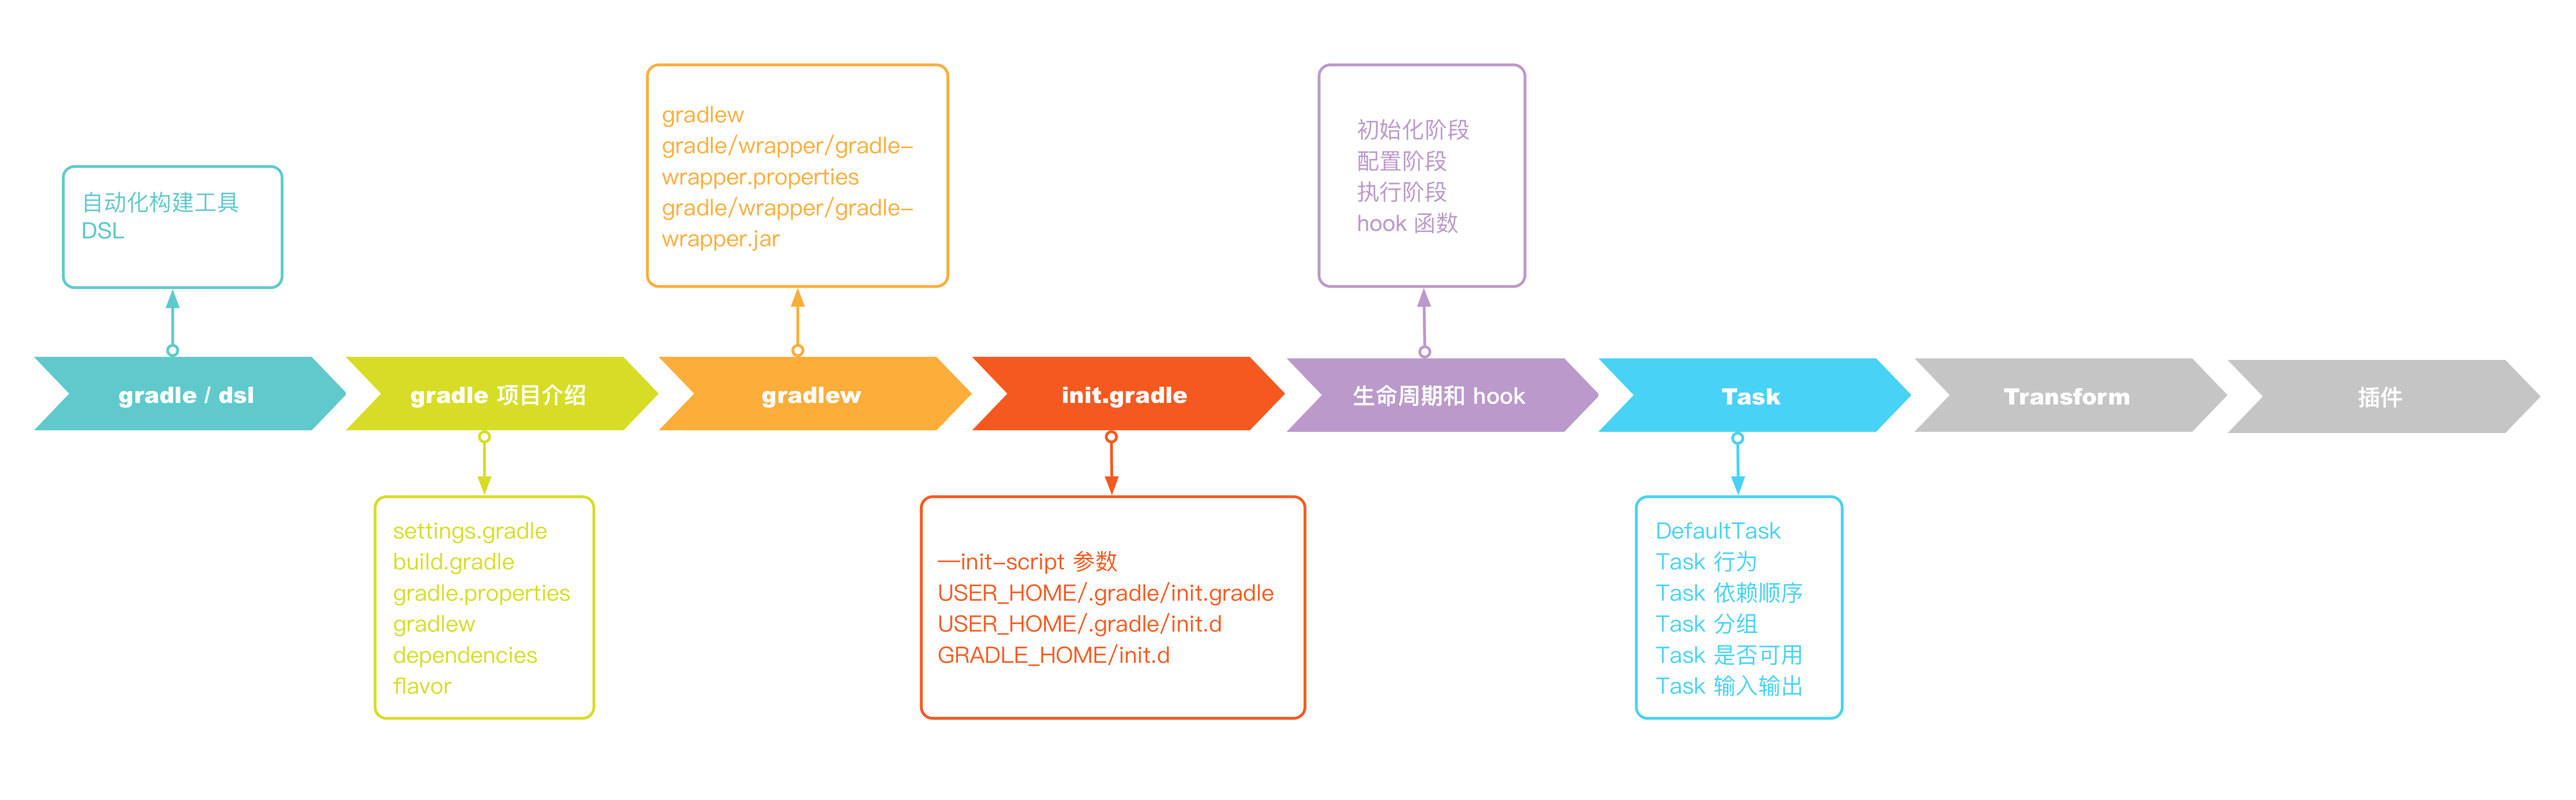 gradlew
gradle/wrapper/gradle-
wrapper.properties
gradle/wrapper/gradle-
wrapper.jar
初始化阶段
配置阶段
执行阶段
hook 函数
自动化构建工具
DSL
gradle / dsl
gradle 项目介绍
gradlew
init.gradle
生命周期和 hook
Task
Transform
插件
settings.gradle
build.gradle
gradle.properties
gradlew
dependencies
flavor
—init-script 参数
USER_HOME/.gradle/init.gradle
USER_HOME/.gradle/init.d
GRADLE_HOME/init.d
DefaultTask
Task 行为
Task 依赖顺序
Task 分组
Task 是否可用
Task 输入输出